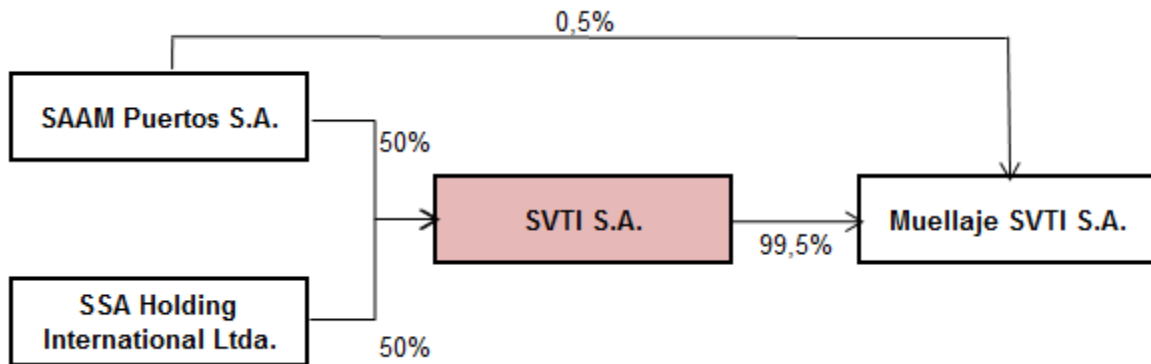 0,5%
SAAM Puertos S.A.
50%
SVTI S.A.
99,5%
Muellaje SVTI S.A.
SSA Holding
International Ltda.
50%